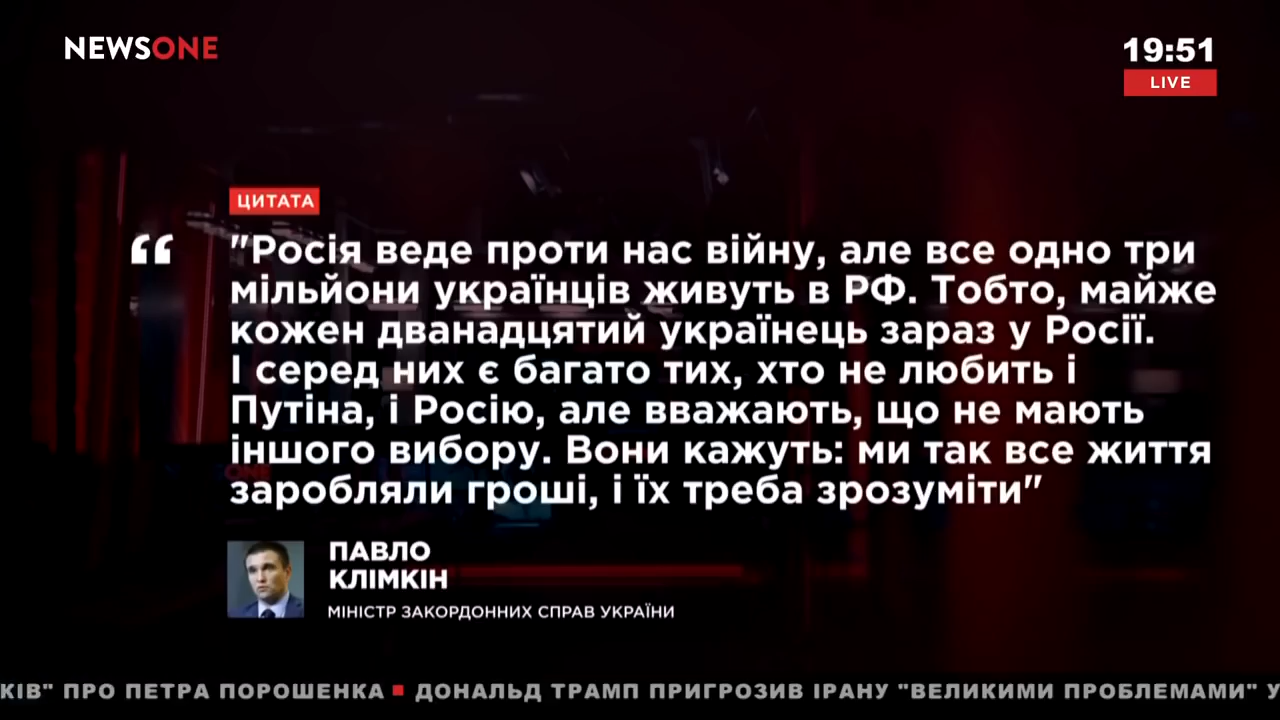 NEWSONE
19:51
LIVE
ЦИТАТА
"Росія веде проти нас війну, але все одно три
мільйони українців живуть в РФ. Тобто, майже
кожен дванадцятий українець зараз у Росії.
І серед них є багато тих, хто не любить і
Путіна, і Росію, але вважають, що не мають
іншого вибору. Вони кажуть: ми так все життя
заробляли гроші, і їх треба зрозуміти"
ПАВЛО
КЛІМКІН
МІНІСТР ЗАКОРДОННИХ СПРАВ УКРАЇНИ
КІВ" ПРО ПЕТРА ПОРОШЕНКА ▪ ДОНАЛЬД ТРАМП ПРИГРОЗИВ ІРАНУ "ВЕЛИКИМИ ПРОБЛЕМАМИ" У